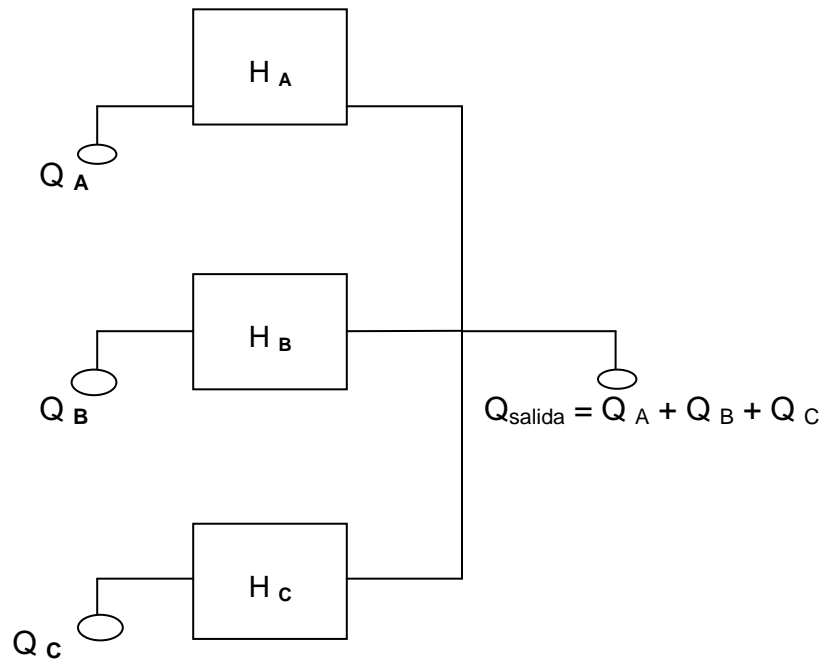 H A
Q A
H B
Q B
Qsalida = Q A + Q B + Q C
H C
Q C